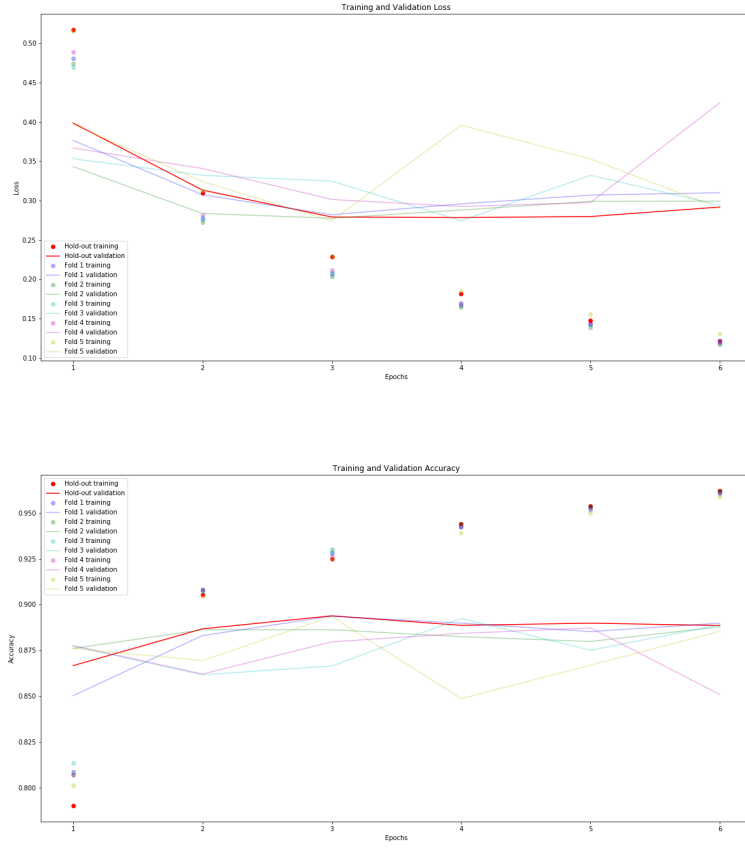 Training and Validation Loss
0.50
0.45
0.40
0.35
0.30
0.25
0.20
0.15
0.10
Loss
Hold-out training
Hold-out validation
Fold 1 training
Fold 1 validation
Fold 2 training
Fold 2 validation
Fold 3 training
Fold 3 validation
Fold 4 training
Fold 4 validation
Fold 5 training
Fold 5 validation
1 2 3 4 5 6
Epochs
Training and Validation Accuracy
Hold-out training
Hold-out validation
Fold 1 training
Fold 1 validation
Fold 2 training
Fold 2 validation
Fold 3 training
Fold 3 validation
Fold 4 training
Fold 4 validation
Fold 5 training
Fold 5 validation
0.950
0.925
0.900
0.875
0.850
0.825
0.800
Accuracy
1 2 3 4 5 6
Epochs